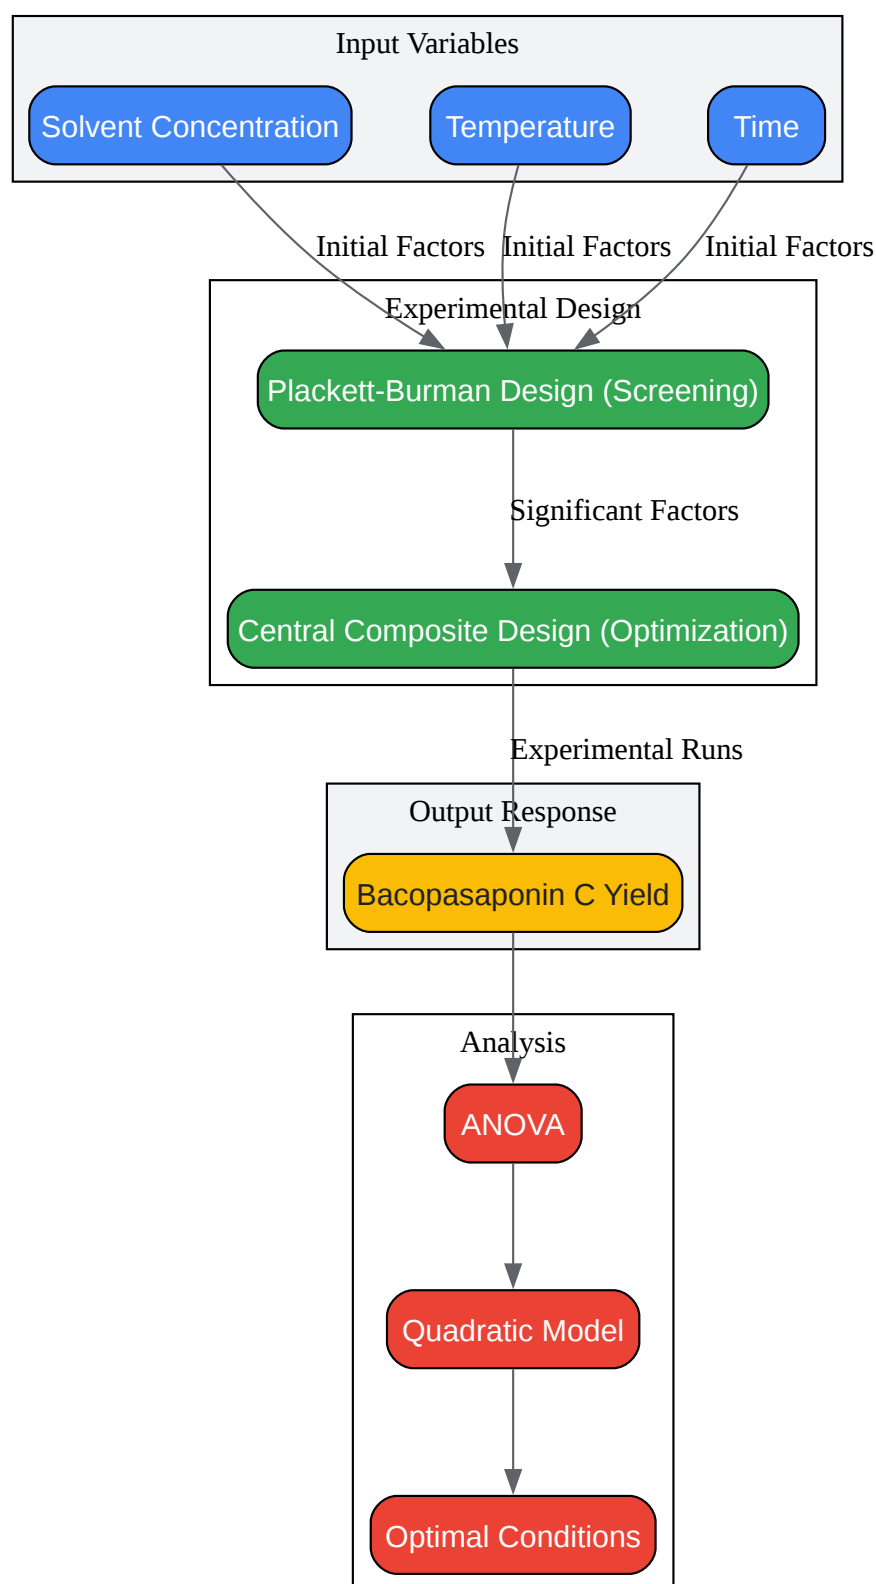 Input Variables
Solvent Concentration
Temperature
Time
Initial Factors
Initial Factors
Initial Factors
Experimental Design
Plackett-Burman Design (Screening)
Significant Factors
Central Composite Design (Optimization)
Experimental Runs
Output Response
Bacopasaponin C Yield
Analysis
ANOVA
Quadratic Model
Optimal Conditions